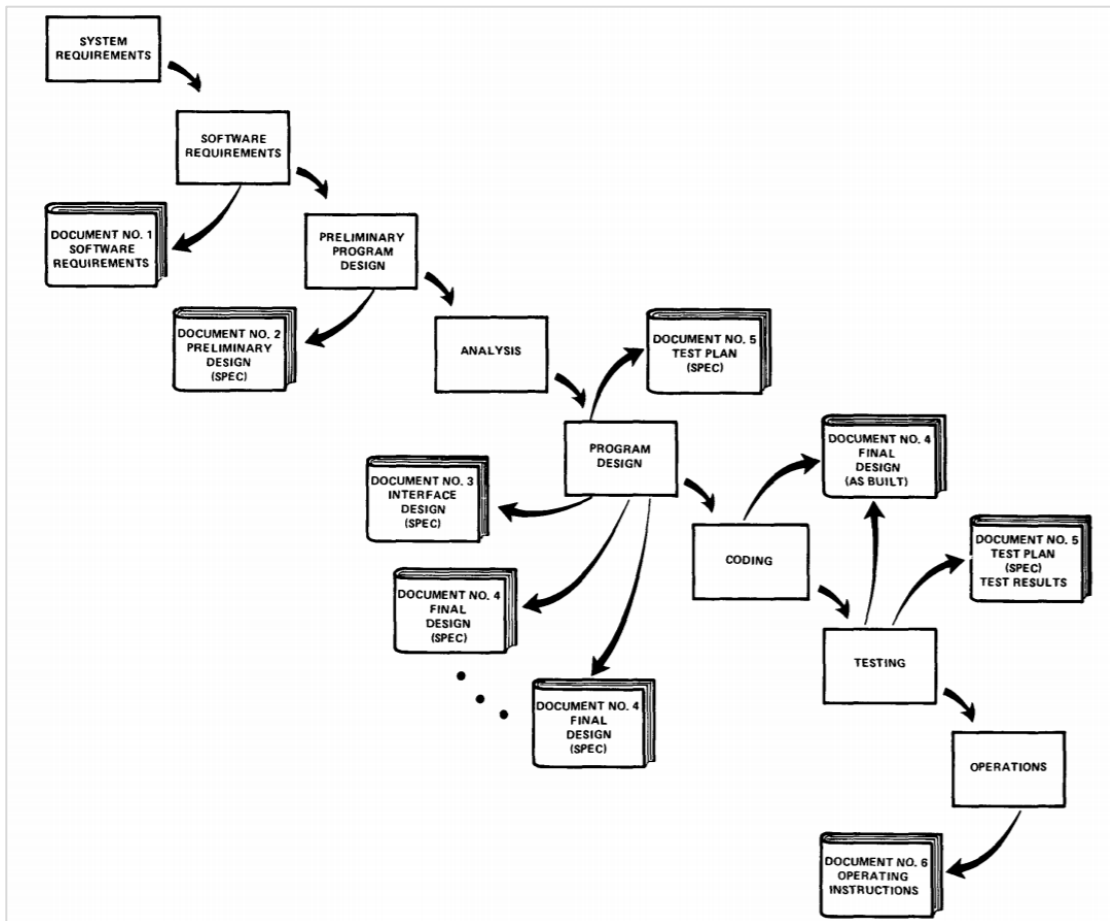 SYSTEM
REQUIREMENTS
SOFTWARE
REQUIREMENTS
DOCUMENT NO. 1
SOFTWARE
REQUIREMENTS
PRELIMINARY
PROGRAM
DESIGN
DOCUMENT NO. 2
PRELIMINARY
DESIGN
(SPEC)
ANALYSIS
DOCUMENT NO. 5
TEST PLAN
(SPEC)
PROGRAM
DESIGN
DOCUMENT NO. 4
FINAL
DESIGN
(AS BUILT)
DOCUMENT NO. 3
INTERFACE
DESIGN
(SPEC)
CODING
DOCUMENT NO. 5
TEST PLAN
(SPEC)
TEST RESULTS
DOCUMENT NO. 4
FINAL
DESIGN
(SPEC)
TESTING
DOCUMENT NO. 4
FINAL
DESIGN
(SPEC)
OPERATIONS
DOCUMENT NO. 6
OPERATING
INSTRUCTIONS